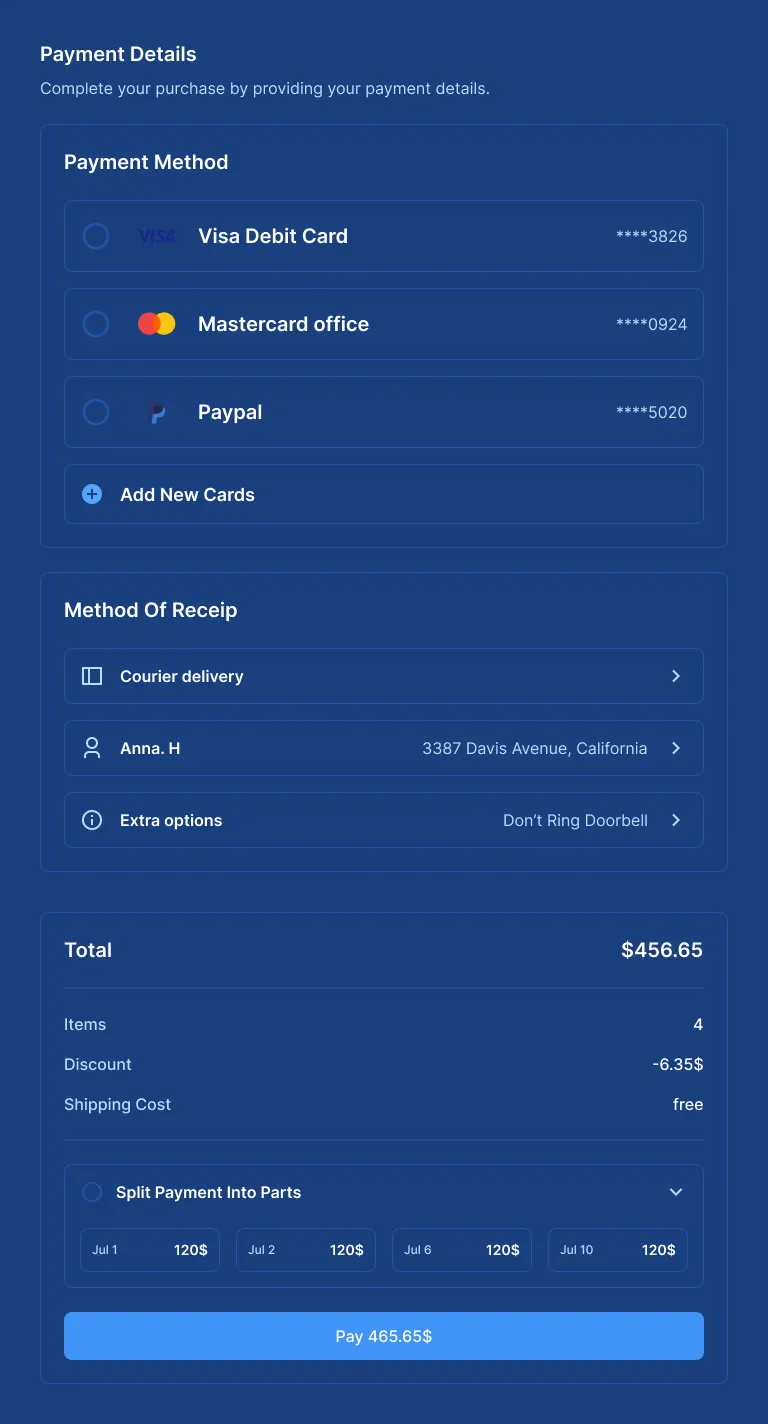 Payment Details
Complete your purchase by providing your payment details.
Payment Method
VISA Visa Debit Card ****3826
Mastercard office ****0924
Paypal ****5020
Add New Cards
Method Of Receip
Courier delivery
Anna. H 3387 Davis Avenue, California
Extra options Don’t Ring Doorbell
Total $456.65
Items 4
Discount -6.35$
Shipping Cost free
Split Payment Into Parts
Jul 1 120$ Jul 2 120$ Jul 6 120$ Jul 10 120$
Pay 465.65$